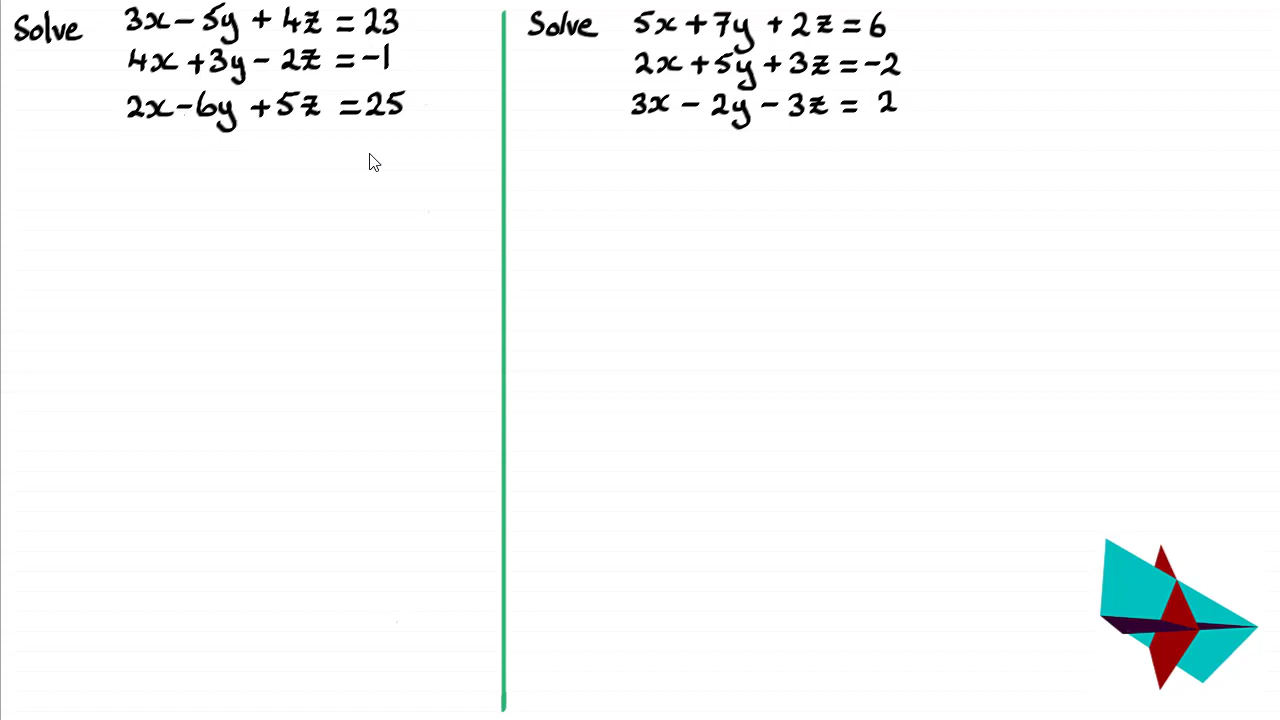 Solve 3x - 5y + 4z = 23
4x + 3y - 2z = -1
2x - 6y + 5z = 25
Solve 5x + 7y + 2z = 6
2x + 5y + 3z = -2
3x - 2y - 3z = 2